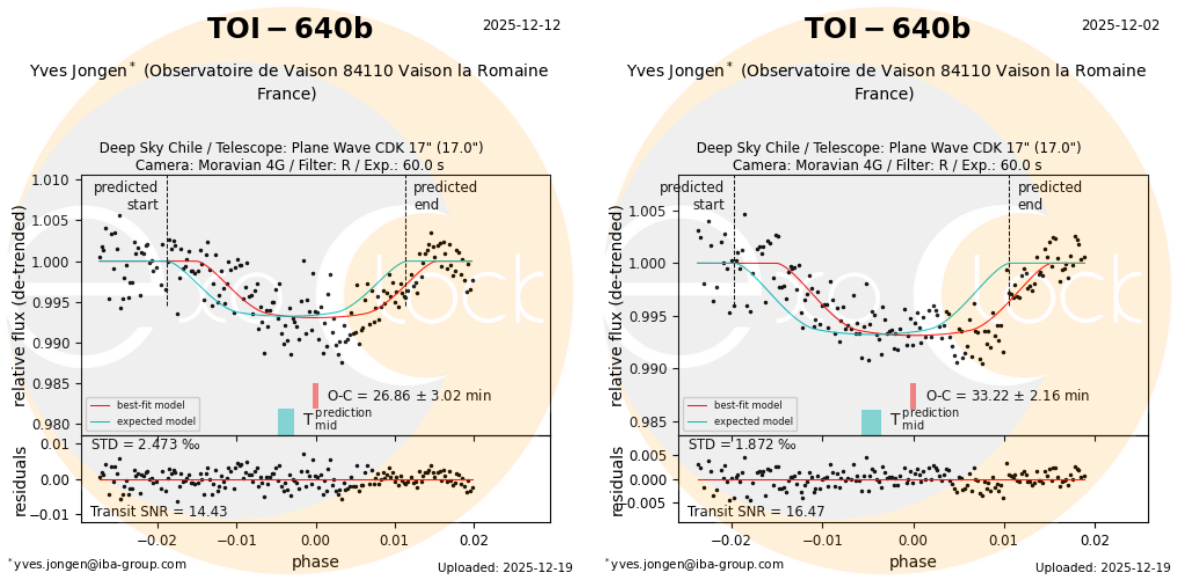 TOI – 640b
2025-12-12
Yves Jongen* (Observatoire de Vaison 84110 Vaison la Romaine
France)
Deep Sky Chile / Telescope: Plane Wave CDK 17" (17.0")
Camera: Moravian 4G / Filter: R / Exp.: 60.0 s
predicted
start
predicted
end
relative flux (de-trended)
1.010
1.005
1.000
0.995
0.990
0.985
0.980
O-C = 26.86 ± 3.02 min
T prediction mid
best-fit model
expected model
STD = 2.473 ‰
residuals
0.01
0.00
−0.01
Transit SNR = 14.43
−0.02
−0.01
0.00
0.01
0.02
phase
*yves.jongen@iba-group.com
Uploaded: 2025-12-19
exo clock
TOI – 640b
2025-12-02
Yves Jongen* (Observatoire de Vaison 84110 Vaison la Romaine
France)
Deep Sky Chile / Telescope: Plane Wave CDK 17" (17.0")
Camera: Moravian 4G / Filter: R / Exp.: 60.0 s
predicted
start
predicted
end
relative flux (de-trended)
1.005
1.000
0.995
0.990
0.985
O-C = 33.22 ± 2.16 min
T prediction mid
best-fit model
expected model
STD = 1.872 ‰
residuals
0.005
0.000
−0.005
Transit SNR = 16.47
−0.02
−0.01
0.00
0.01
0.02
phase
*yves.jongen@iba-group.com
Uploaded: 2025-12-19
exo clock